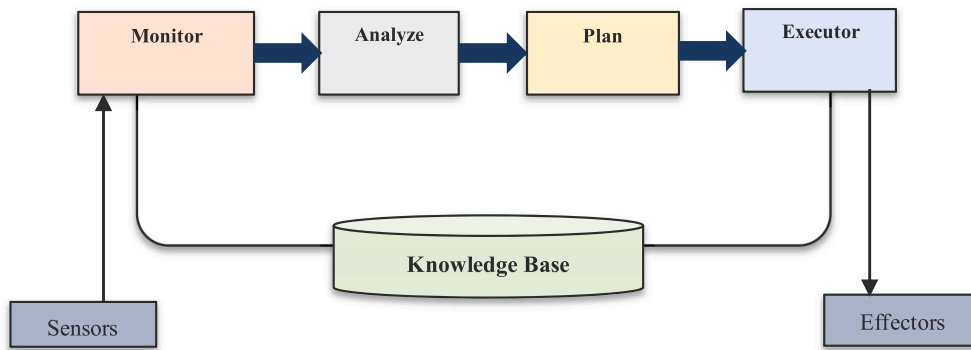 Monitor
Analyze
Plan
Executor
Knowledge Base
Sensors
Effectors